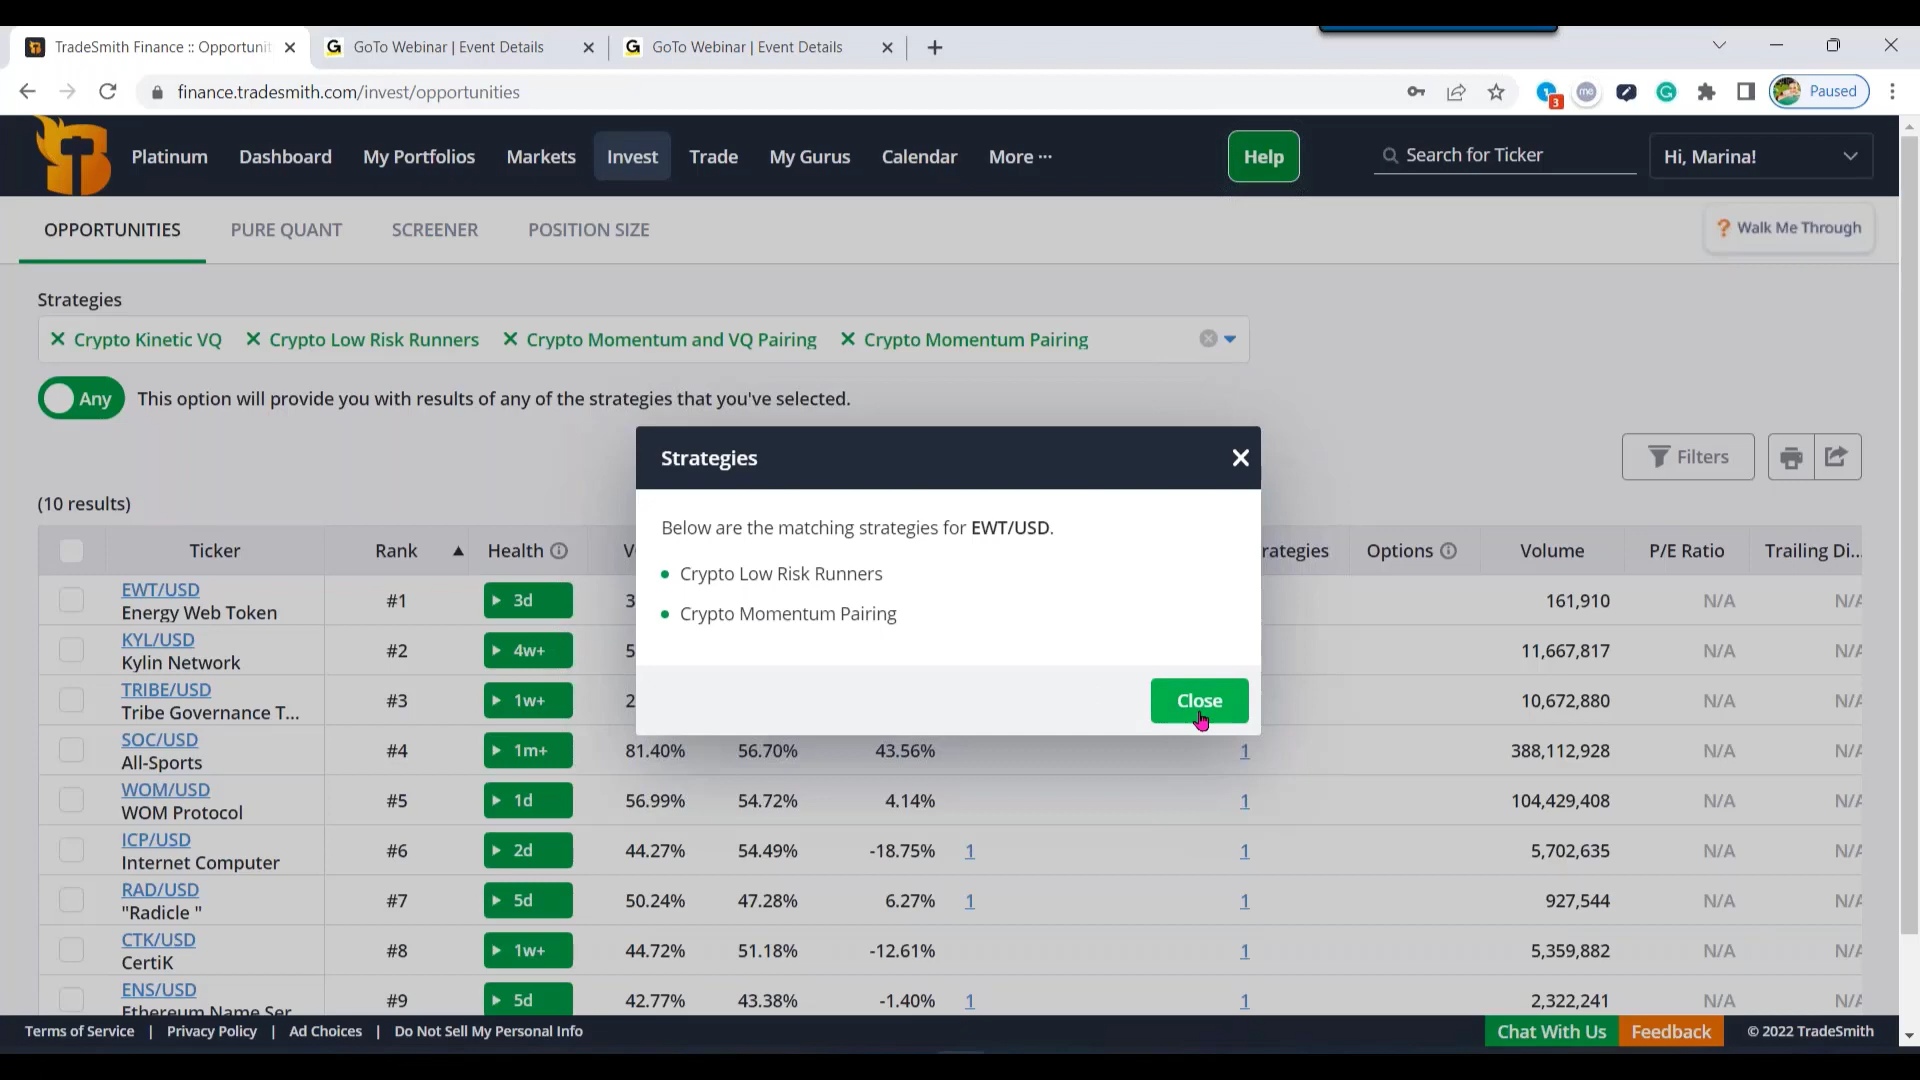 TradeSmith Finance :: Opportunit
GoTo Webinar | Event Details
GoTo Webinar | Event Details
finance.tradesmith.com/invest/opportunities
3
me
Paused
Platinum Dashboard My Portfolios Markets Invest Trade My Gurus Calendar More ···
Help
Search for Ticker
Hi, Marina!
OPPORTUNITIES PURE QUANT SCREENER POSITION SIZE
? Walk Me Through
Strategies
✕ Crypto Kinetic VQ ✕ Crypto Low Risk Runners ✕ Crypto Momentum and VQ Pairing ✕ Crypto Momentum Pairing
Any This option will provide you with results of any of the strategies that you've selected.
Strategies
Filters
Below are the matching strategies for EWT/USD.
• Crypto Low Risk Runners
• Crypto Momentum Pairing
Close
(10 results)
Ticker Rank ▲ Health V rategies Options Volume P/E Ratio Trailing Di...
EWT/USD
Energy Web Token #1 3d 3 161,910 N/A N/A
KYL/USD
Kylin Network #2 4w+ 5 11,667,817 N/A N/A
TRIBE/USD
Tribe Governance T... #3 1w+ 2 10,672,880 N/A N/A
SOC/USD
All-Sports #4 1m+ 81.40% 56.70% 43.56% 1 388,112,928 N/A N/A
WOM/USD
WOM Protocol #5 1d 56.99% 54.72% 4.14% 1 104,429,408 N/A N/A
ICP/USD
Internet Computer #6 2d 44.27% 54.49% -18.75% 1 1 5,702,635 N/A N/A
RAD/USD
"Radicle " #7 5d 50.24% 47.28% 6.27% 1 1 927,544 N/A N/A
CTK/USD
CertiK #8 1w+ 44.72% 51.18% -12.61% 1 5,359,882 N/A N/A
ENS/USD
Ethereum Name Ser #9 5d 42.77% 43.38% -1.40% 1 1 2,322,241 N/A N/A
Terms of Service | Privacy Policy | Ad Choices | Do Not Sell My Personal Info
Chat With Us
Feedback
© 2022 TradeSmith